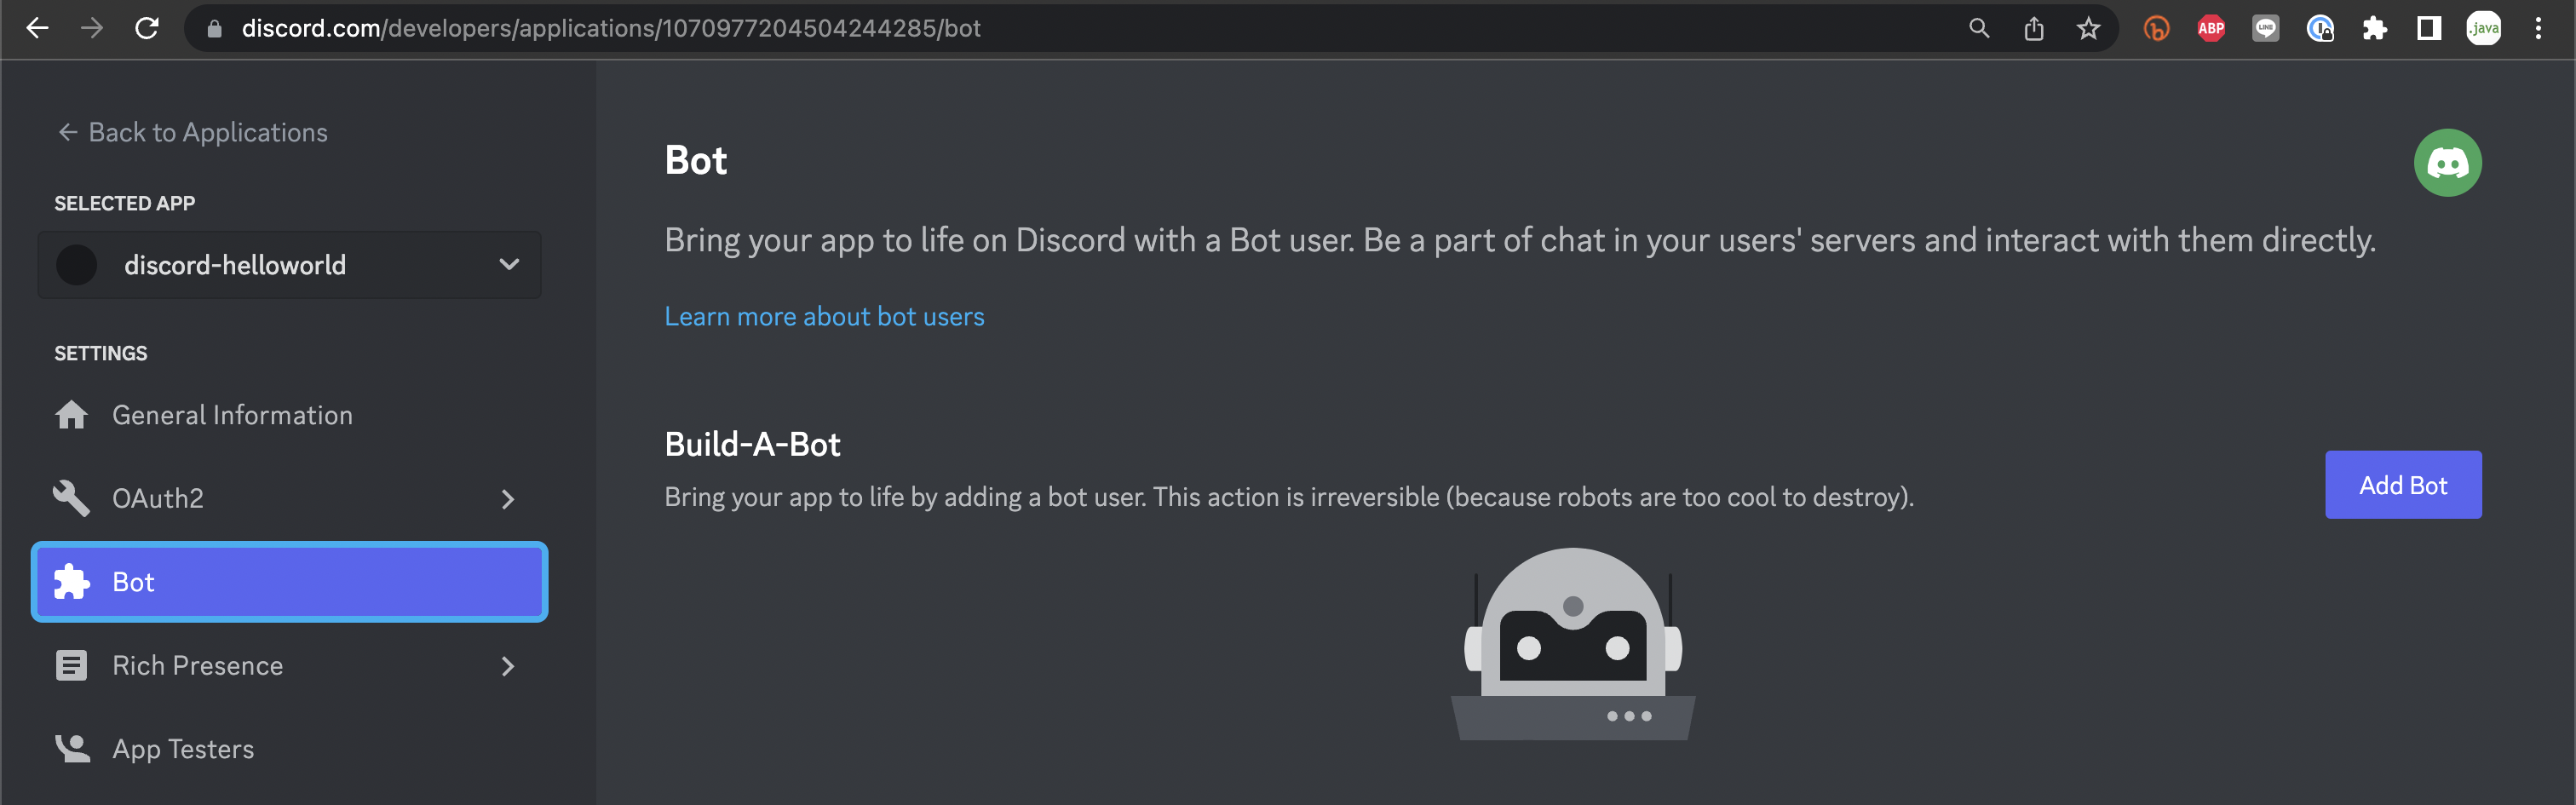 discord.com/developers/applications/1070977204504244285/bot
ABP
LINE
.java
← Back to Applications
SELECTED APP
discord-helloworld
SETTINGS
General Information
OAuth2
Bot
Rich Presence
App Testers
Bot
Bring your app to life on Discord with a Bot user. Be a part of chat in your users' servers and interact with them directly.
Learn more about bot users
Build-A-Bot
Bring your app to life by adding a bot user. This action is irreversible (because robots are too cool to destroy).
Add Bot